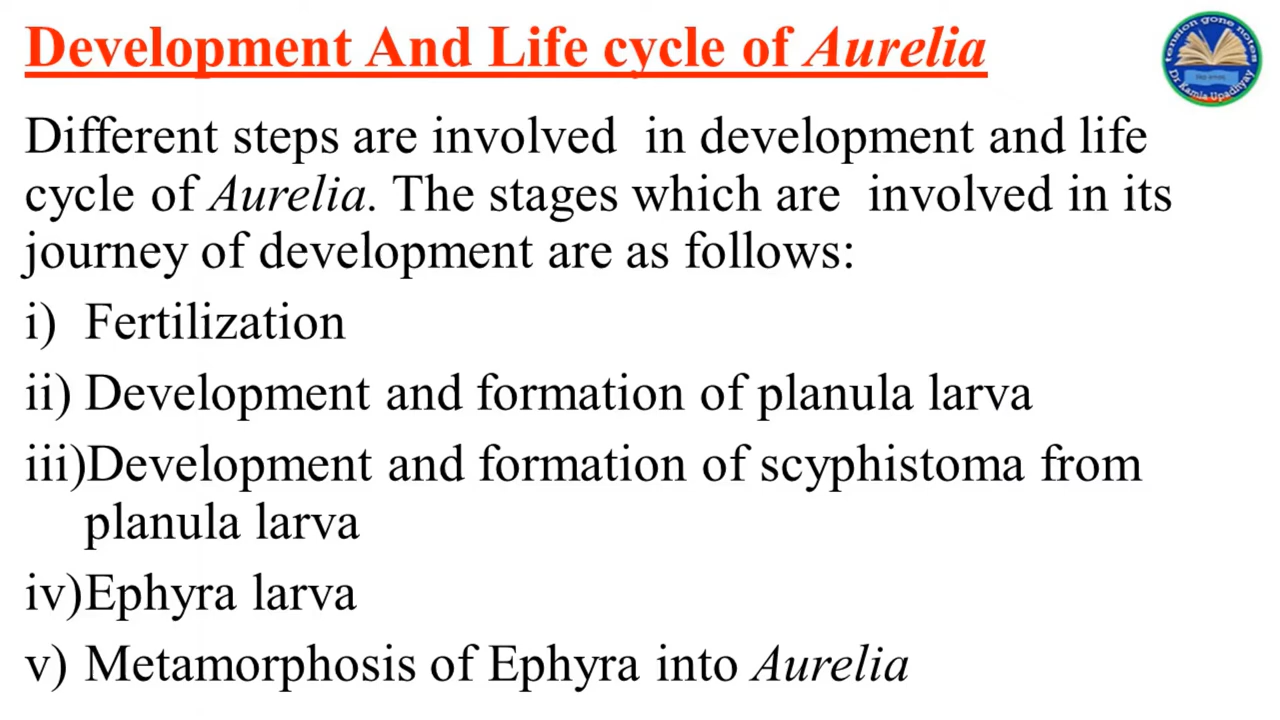 Development And Life cycle of Aurelia
tension gone notes
Dr Kamla Upadhyay
Different steps are involved in development and life
cycle of Aurelia. The stages which are involved in its
journey of development are as follows:
i) Fertilization
ii) Development and formation of planula larva
iii)Development and formation of scyphistoma from
planula larva
iv)Ephyra larva
v) Metamorphosis of Ephyra into Aurelia